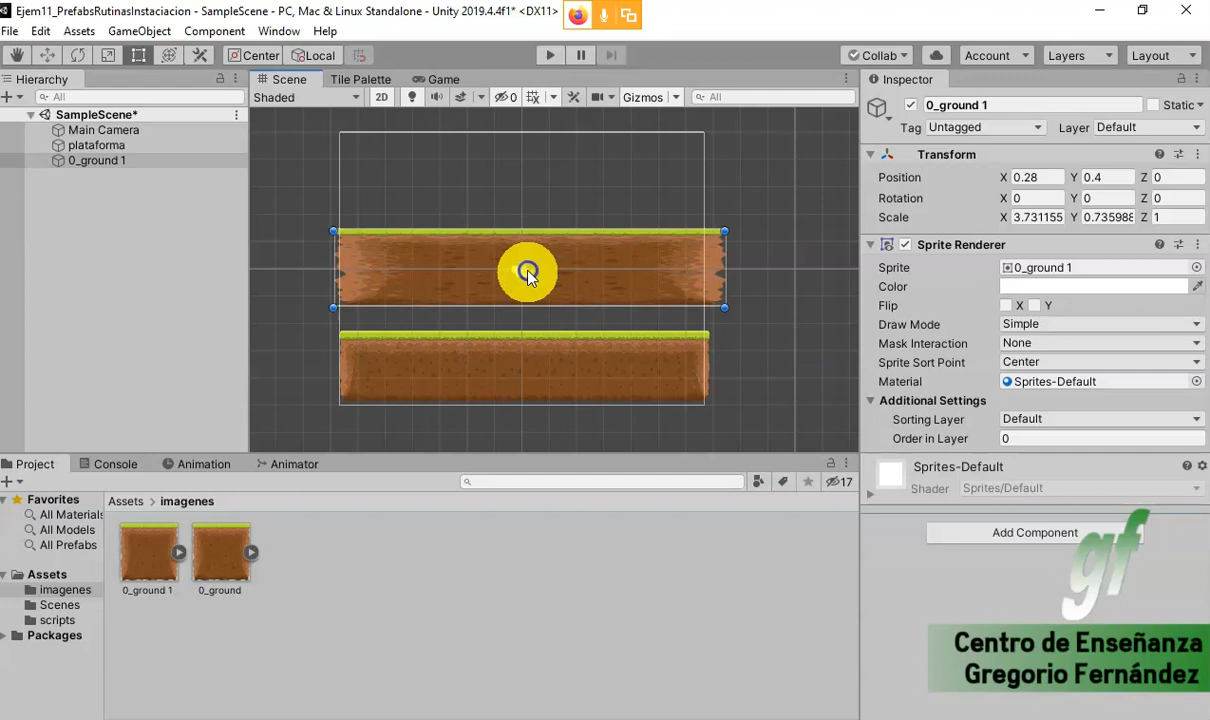 Ejem11_PrefabsRutinasInstaciacion - SampleScene - PC, Mac & Linux Standalone - Unity 2019.4.4f1* <DX11>
File Edit Assets GameObject Component Window Help
Center Local Collab Account Layers Layout
Hierarchy
All
SampleScene*
Main Camera
plataforma
0_ground 1
Scene Tile Palette Game
Shaded 2D 0 Gizmos All
Inspector
0_ground 1 Static
Tag Untagged Layer Default
Transform
Position X 0.28 Y 0.4 Z 0
Rotation X 0 Y 0 Z 0
Scale X 3.731155 Y 0.735988 Z 1
Sprite Renderer
Sprite 0_ground 1
Color
Flip X Y
Draw Mode Simple
Mask Interaction None
Sprite Sort Point Center
Material Sprites-Default
Additional Settings
Sorting Layer Default
Order in Layer 0
Sprites-Default
Shader Sprites/Default
Add Component
Project Console Animation Animator
17
Favorites
All Materials
All Models
All Prefabs
Assets
imagenes
Scenes
scripts
Packages
Assets > imagenes
0_ground 1 0_ground
gf
Centro de Enseñanza
Gregorio Fernández